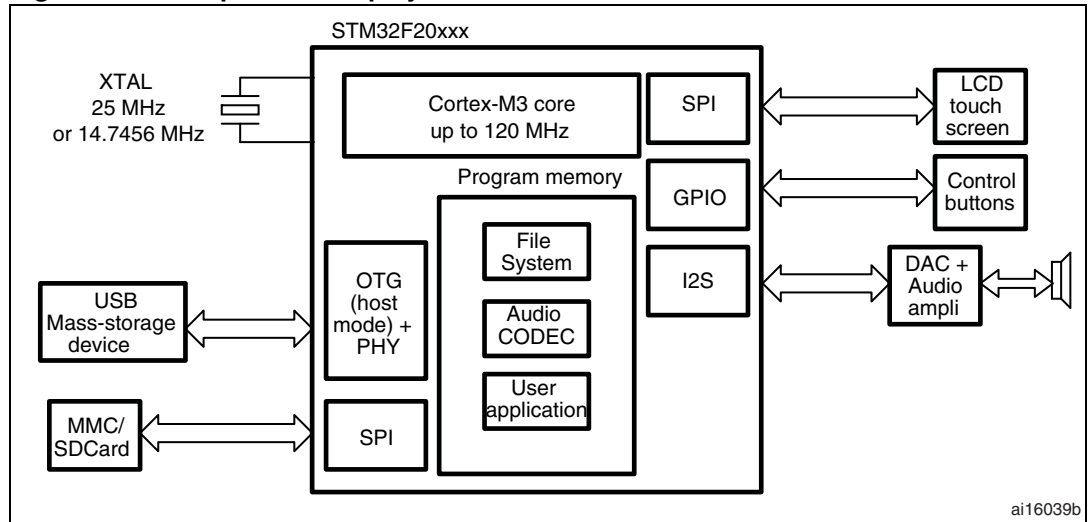 STM32F20xxx
XTAL
25 MHz
or 14.7456 MHz
Cortex-M3 core
up to 120 MHz
SPI
LCD
touch
screen
Program memory
GPIO
Control
buttons
File
System
OTG
(host
mode) +
PHY
I2S
DAC +
Audio
ampli
USB
Mass-storage
device
Audio
CODEC
User
application
MMC/
SDCard
SPI
ai16039b